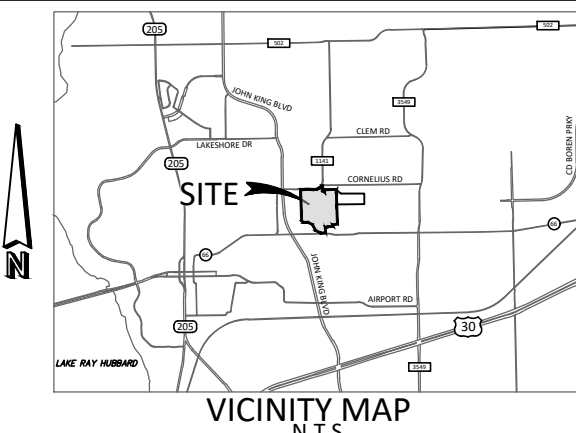 205
502
502
JOHN KING BLVD
3549
CLEM RD
CD BOREN PRKY
LAKESHORE DR
205
1141
CORNELIUS RD
SITE
66
66
N
JOHN KING BLVD
AIRPORT RD
205
30
LAKE RAY HUBBARD
3549
VICINITY MAP
N.T.S.